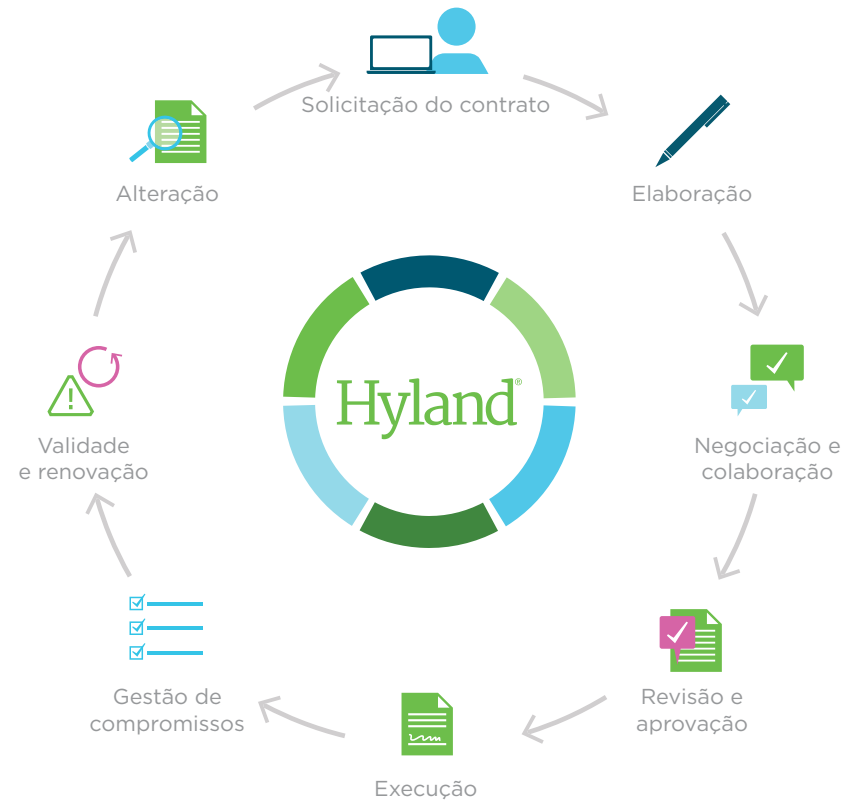 Solicitação do contrato
Elaboração
Negociação e
colaboração
Revisão e
aprovação
Execução
Gestão de
compromissos
Validade
e renovação
Alteração
Hyland®